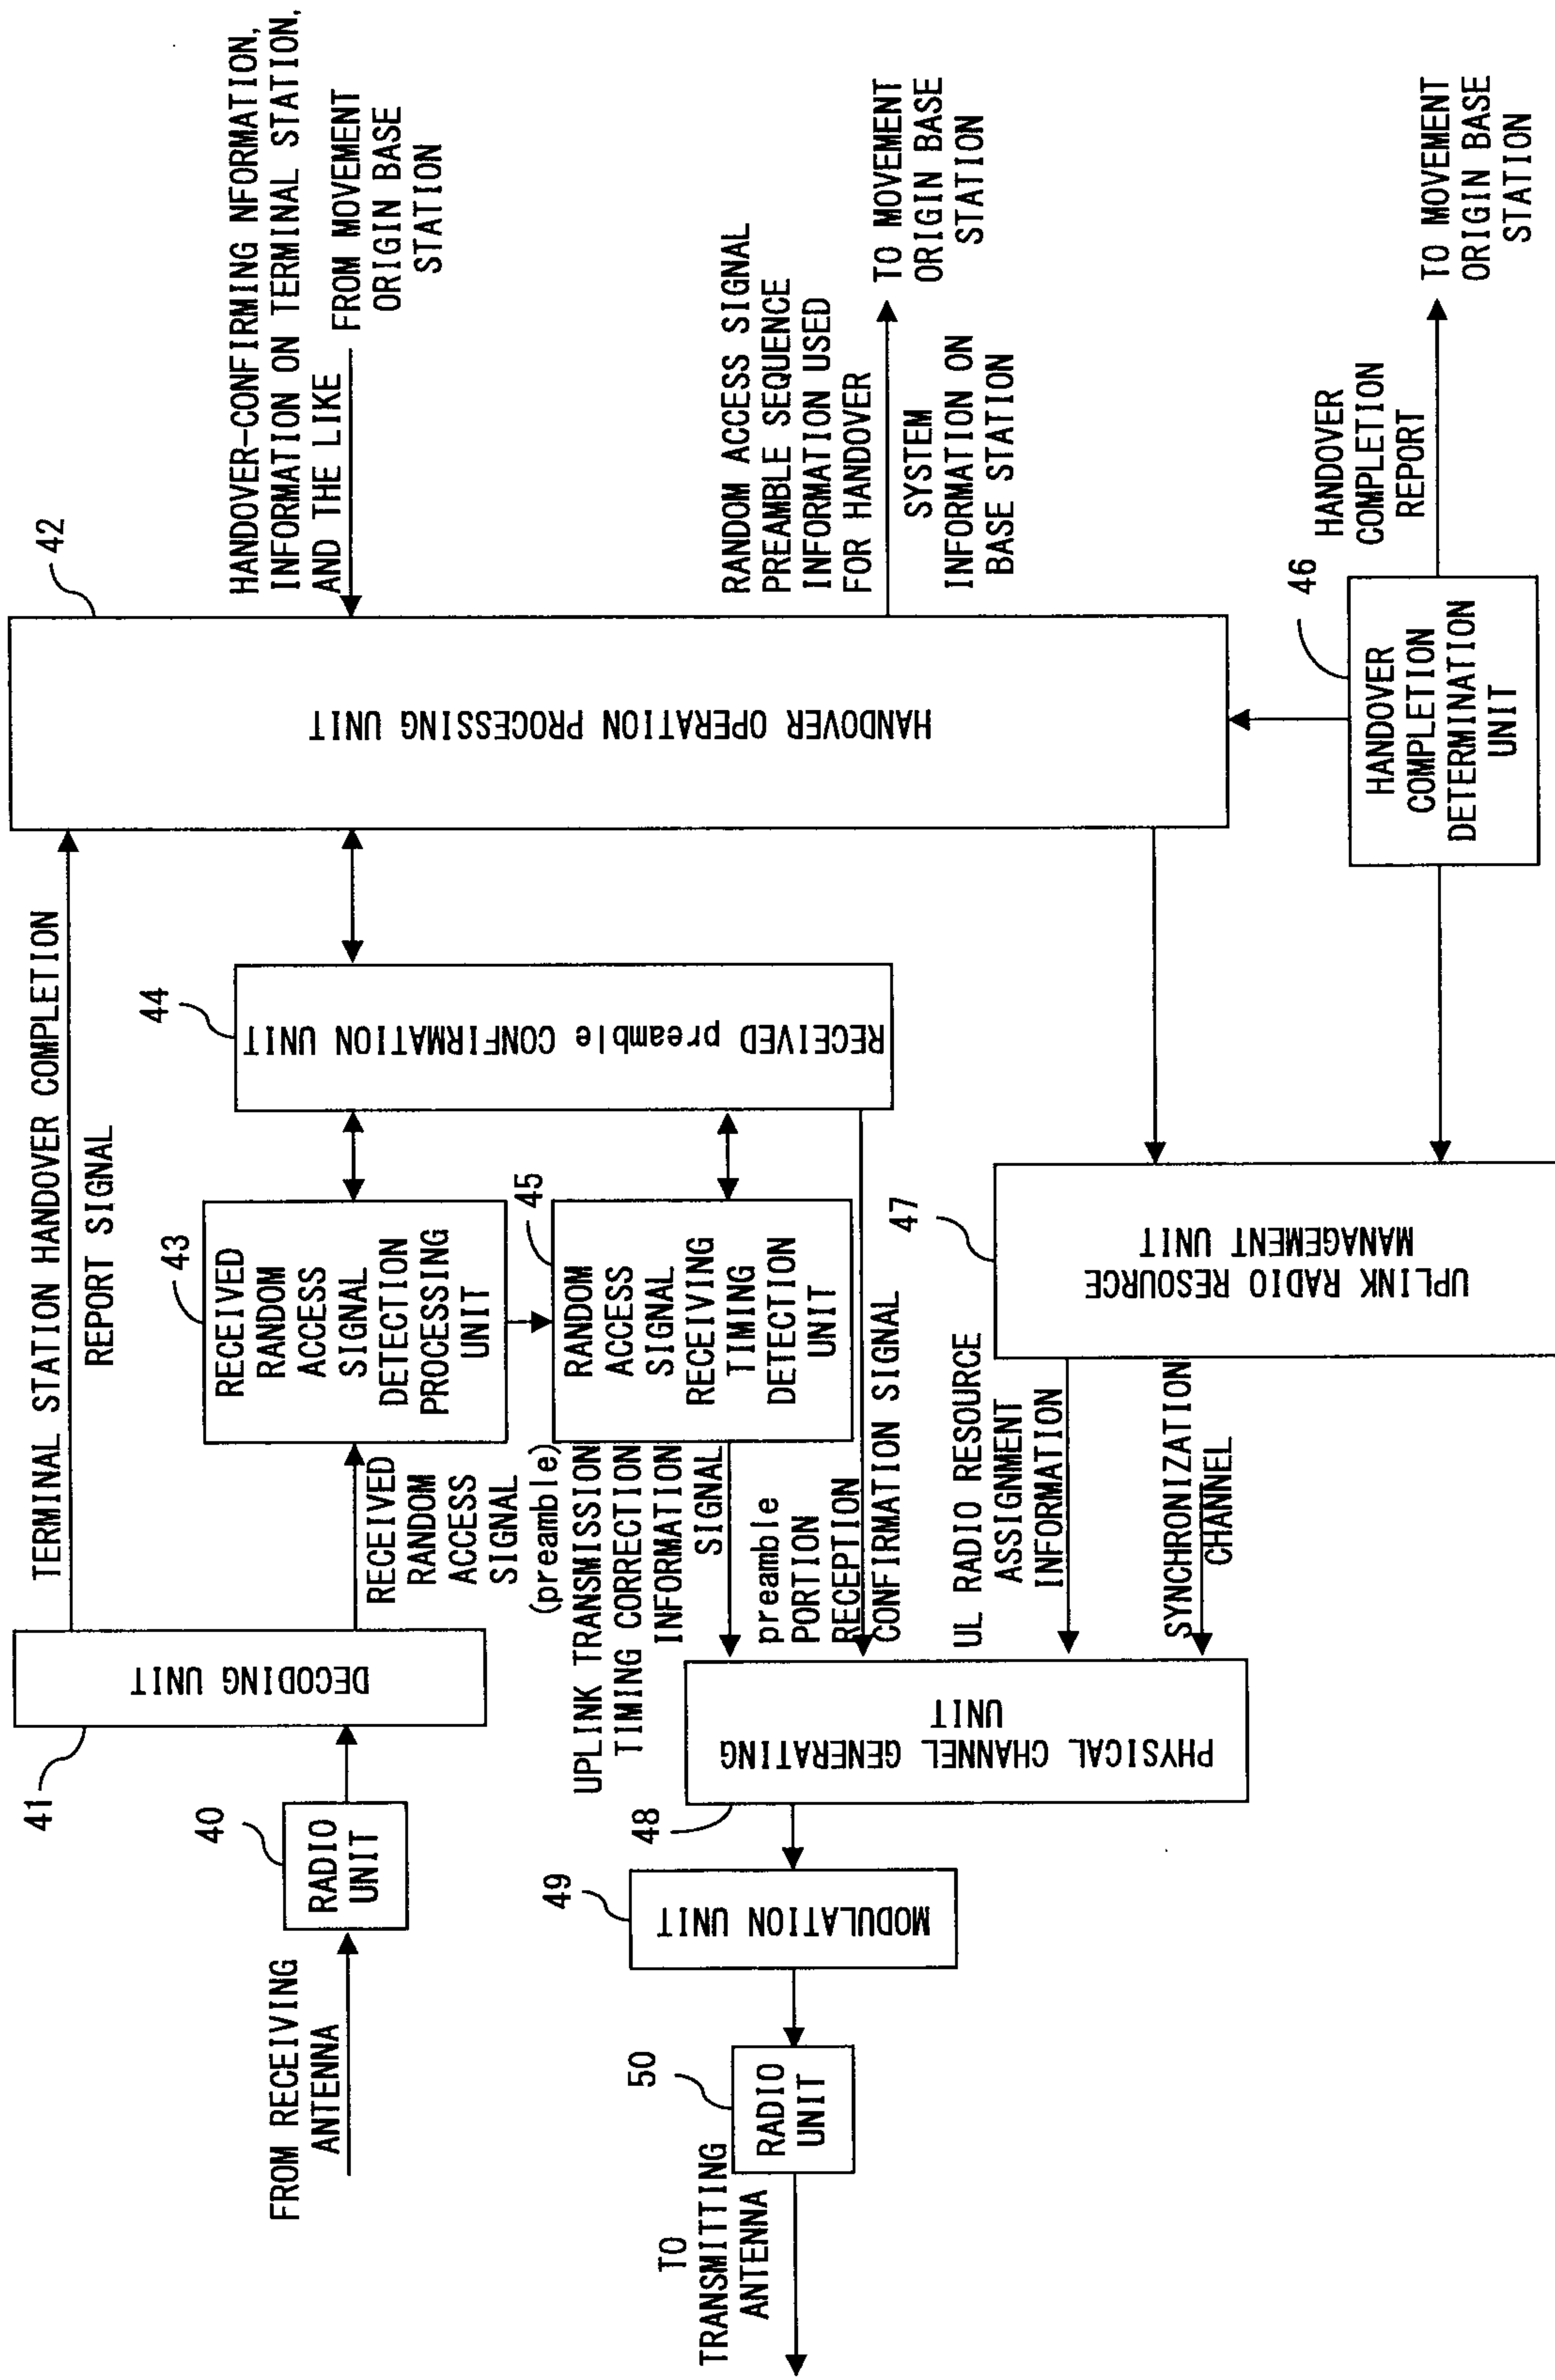 FROM RECEIVING
ANTENNA
40
RADIO
UNIT
41
DECODING UNIT
TERMINAL STATION HANDOVER COMPLETION
REPORT SIGNAL
RECEIVED
RANDOM
ACCESS
SIGNAL
(preamble)
43
RECEIVED
RANDOM
ACCESS
SIGNAL
DETECTION
PROCESSING
UNIT
44
RECEIVED preamble CONFIRMATION UNIT
42
HANDOVER OPERATION PROCESSING UNIT
HANDOVER-CONFIRMING NFORMATION,
INFORMATION ON TERMINAL STATION,
AND THE LIKE
FROM MOVEMENT
ORIGIN BASE
STATION
45
RANDOM
ACCESS
SIGNAL
RECEIVING
TIMING
DETECTION
UNIT
UPLINK TRANSMISSION
TIMING CORRECTION
INFORMATION
SIGNAL
preamble
PORTION
RECEPTION
CONFIRMATION SIGNAL
RANDOM ACCESS SIGNAL
PREAMBLE SEQUENCE
INFORMATION USED
FOR HANDOVER
SYSTEM
INFORMATION ON
BASE STATION
TO MOVEMENT
ORIGIN BASE
STATION
TO
TRANSMITTING
ANTENNA
50
RADIO
UNIT
49
MODULATION UNIT
48
PHYSICAL CHANNEL GENERATING
UNIT
UL RADIO RESOURCE
ASSIGNMENT
INFORMATION
SYNCHRONIZATION
CHANNEL
47
UPLINK RADIO RESOURCE
MANAGEMENT UNIT
46
HANDOVER
COMPLETION
DETERMINATION
UNIT
HANDOVER
COMPLETION
REPORT
TO MOVEMENT
ORIGIN BASE
STATION